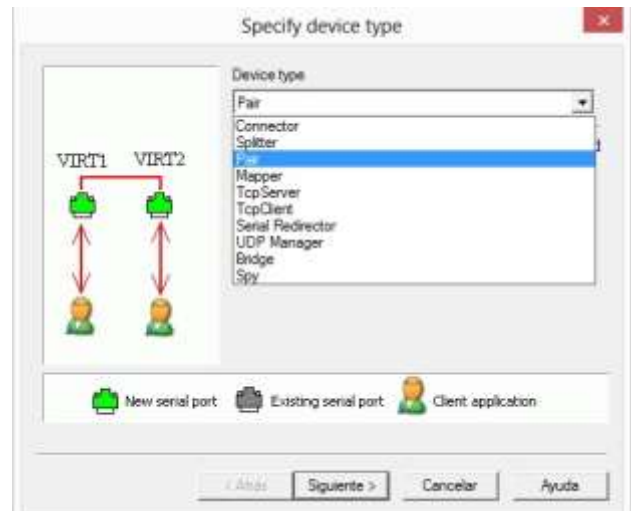 Specify device type
Device type
Pair
Connector
Splitter
Pair
Mapper
TcpServer
TcpClient
Serial Redirector
UDP Manager
Bridge
Spy
VIRT1 VIRT2
New serial port Existing serial port Client application
< Atrás Siguiente > Cancelar Ayuda